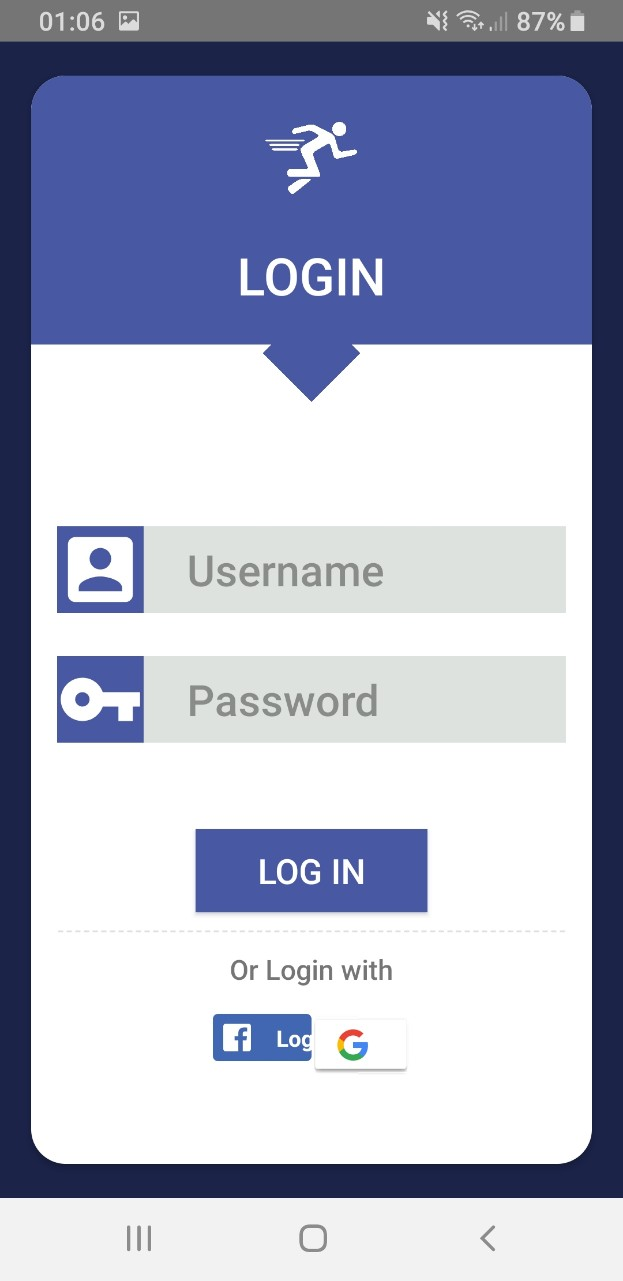 01:06 87%
LOGIN
Username
Password
LOG IN
Or Login with
Log
G